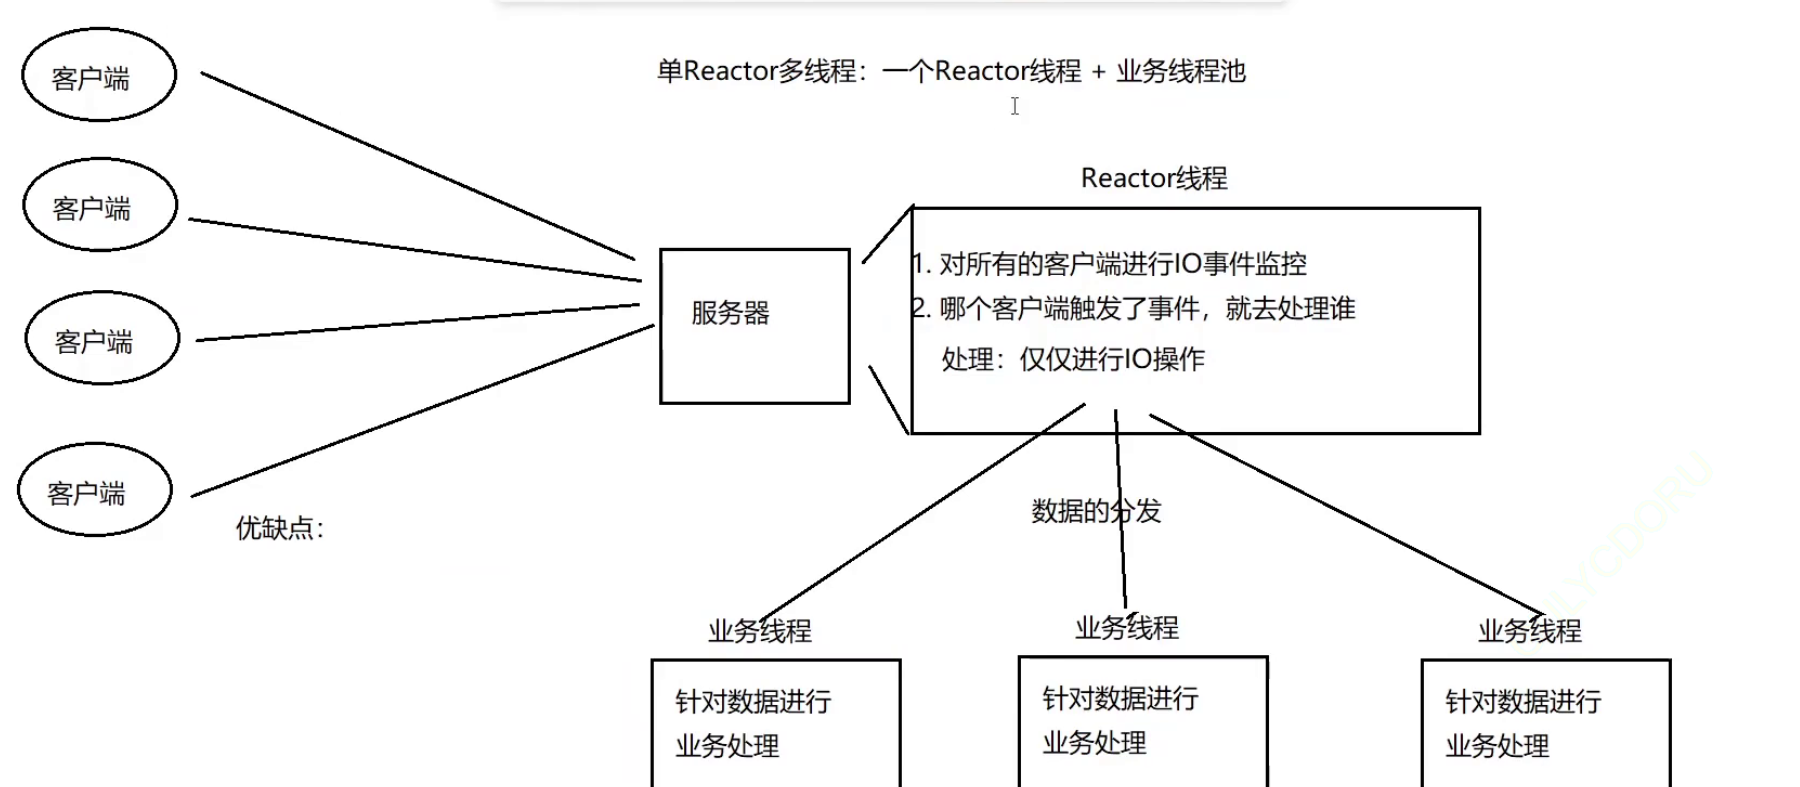 单Reactor多线程：一个Reactor线程 + 业务线程池
客户端
客户端
客户端
客户端
服务器
Reactor线程
1. 对所有的客户端进行IO事件监控
2. 哪个客户端触发了事件，就去处理谁
处理：仅仅进行IO操作
优缺点：
数据的分发
业务线程
针对数据进行
业务处理
业务线程
针对数据进行
业务处理
业务线程
针对数据进行
业务处理